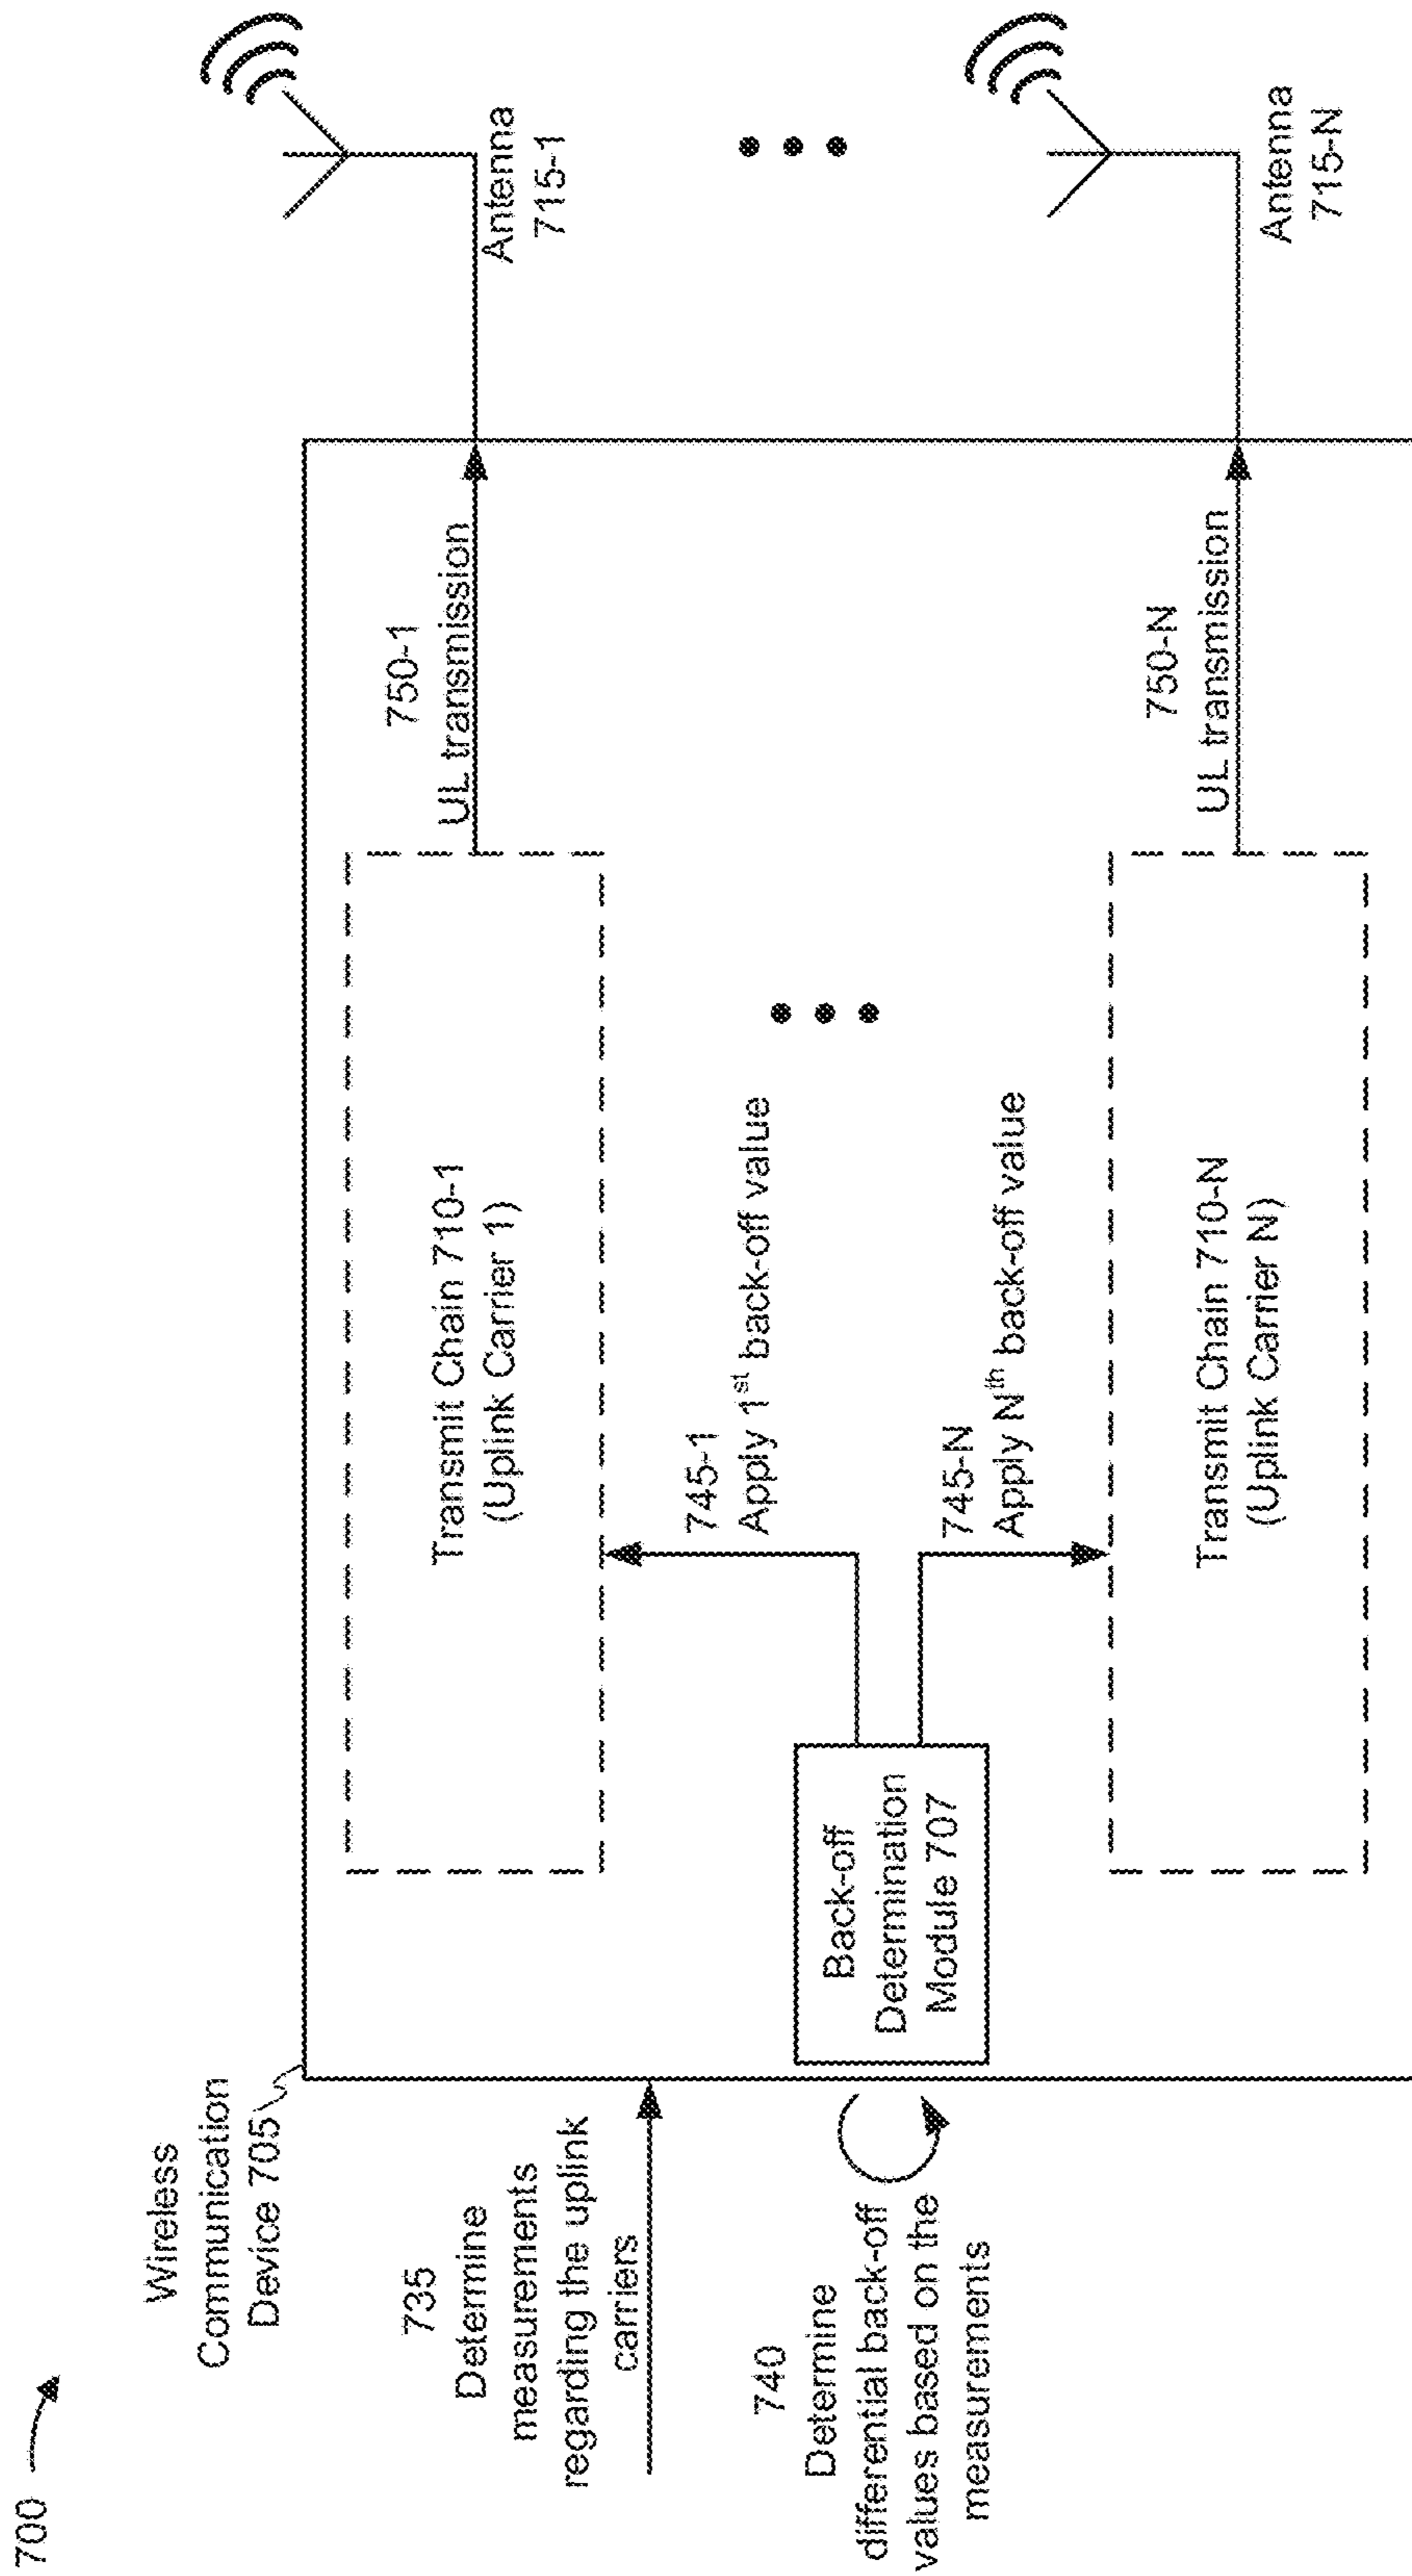 700
Wireless
Communication
Device 705
735
Determine
measurements
regarding the uplink
carriers
740
Determine
differential back-off
values based on the
measurements
Back-off
Determination
Module 707
Transmit Chain 710-1
(Uplink Carrier 1)
745-1
Apply 1st back-off value
745-N
Apply Nth back-off value
Transmit Chain 710-N
(Uplink Carrier N)
750-1
UL transmission
750-N
UL transmission
Antenna
715-1
Antenna
715-N